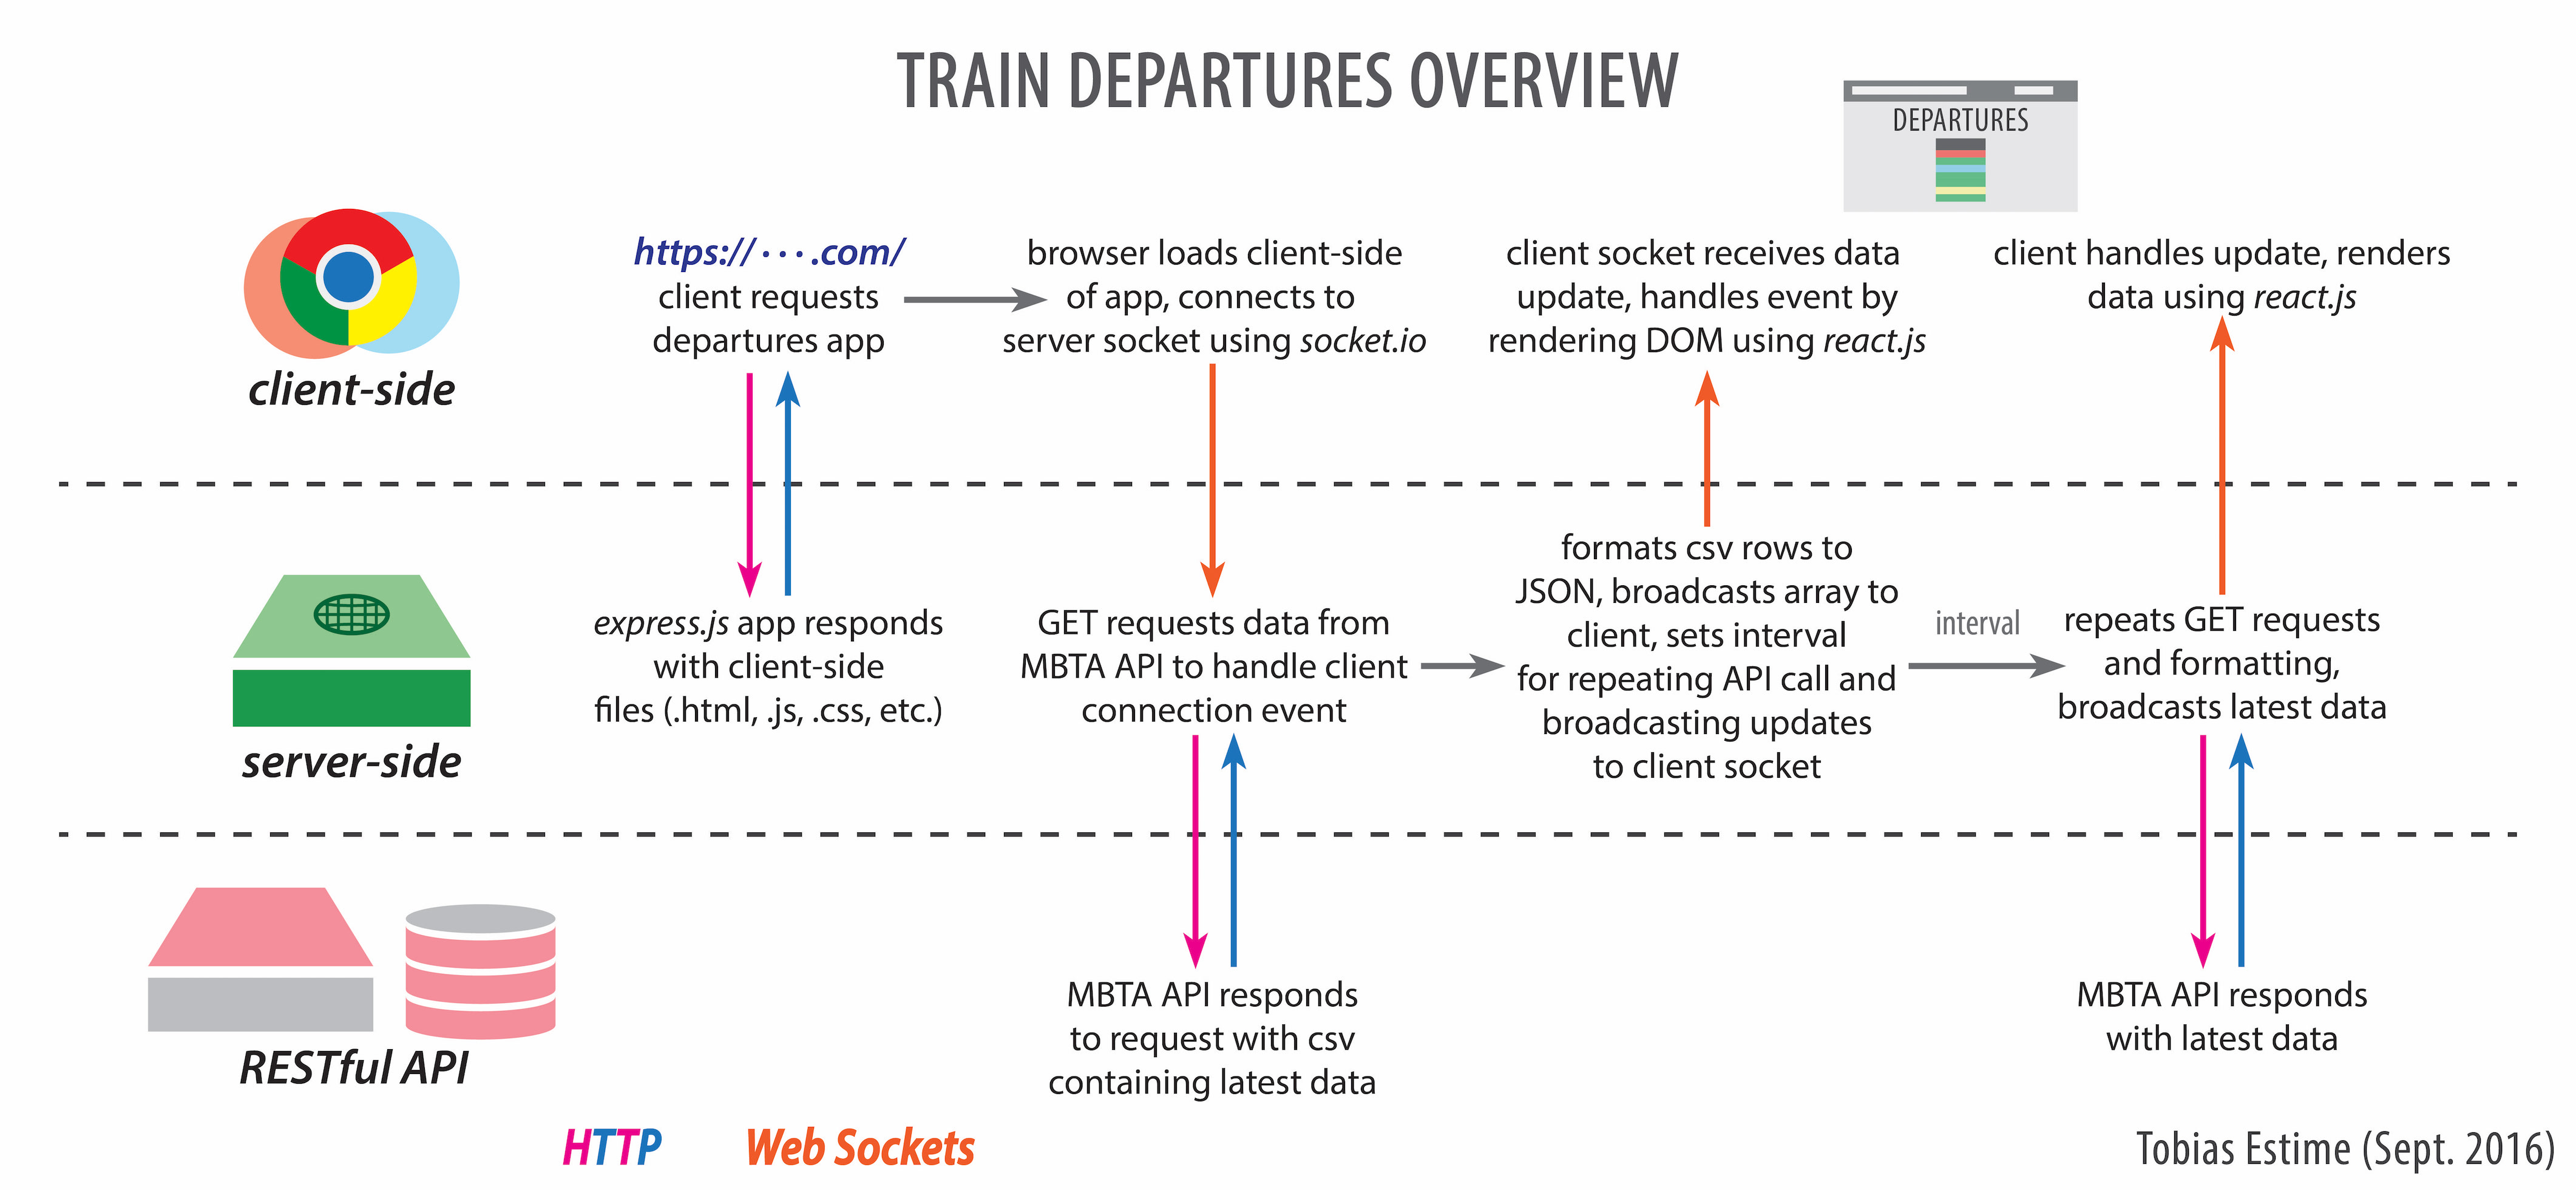 TRAIN DEPARTURES OVERVIEW
DEPARTURES
client-side
https://····.com/
client requests
departures app
browser loads client-side
of app, connects to
server socket using socket.io
client socket receives data
update, handles event by
rendering DOM using react.js
client handles update, renders
data using react.js
server-side
express.js app responds
with client-side
files (.html, .js, .css, etc.)
GET requests data from
MBTA API to handle client
connection event
formats csv rows to
JSON, broadcasts array to
client, sets interval
for repeating API call and
broadcasting updates
to client socket
interval
repeats GET requests
and formatting,
broadcasts latest data
RESTful API
MBTA API responds
to request with csv
containing latest data
MBTA API responds
with latest data
HTTP
Web Sockets
Tobias Estime (Sept. 2016)